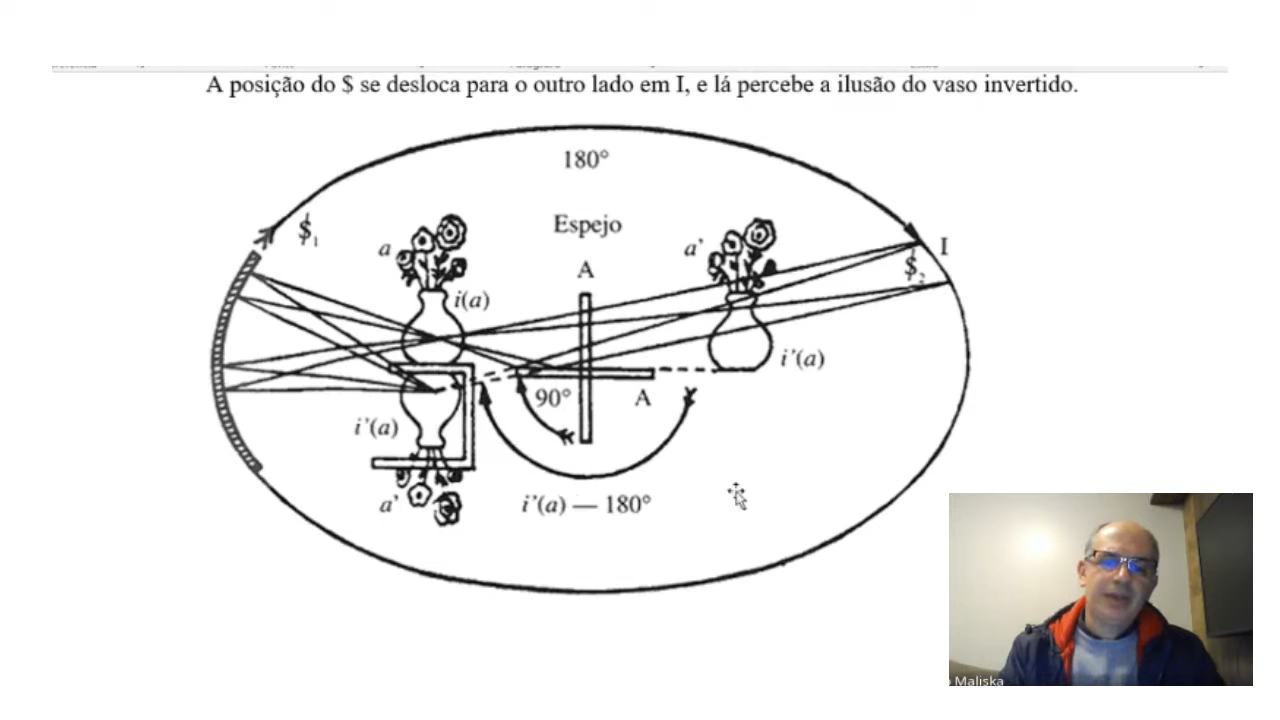 A posição do $ se desloca para o outro lado em I, e lá percebe a ilusão do vaso invertido.
180°
$₁
Espejo
a
a'
I
$₂
A
i(a)
i'(a)
90°
A
i'(a)
a'
i'(a) — 180°
Maliska